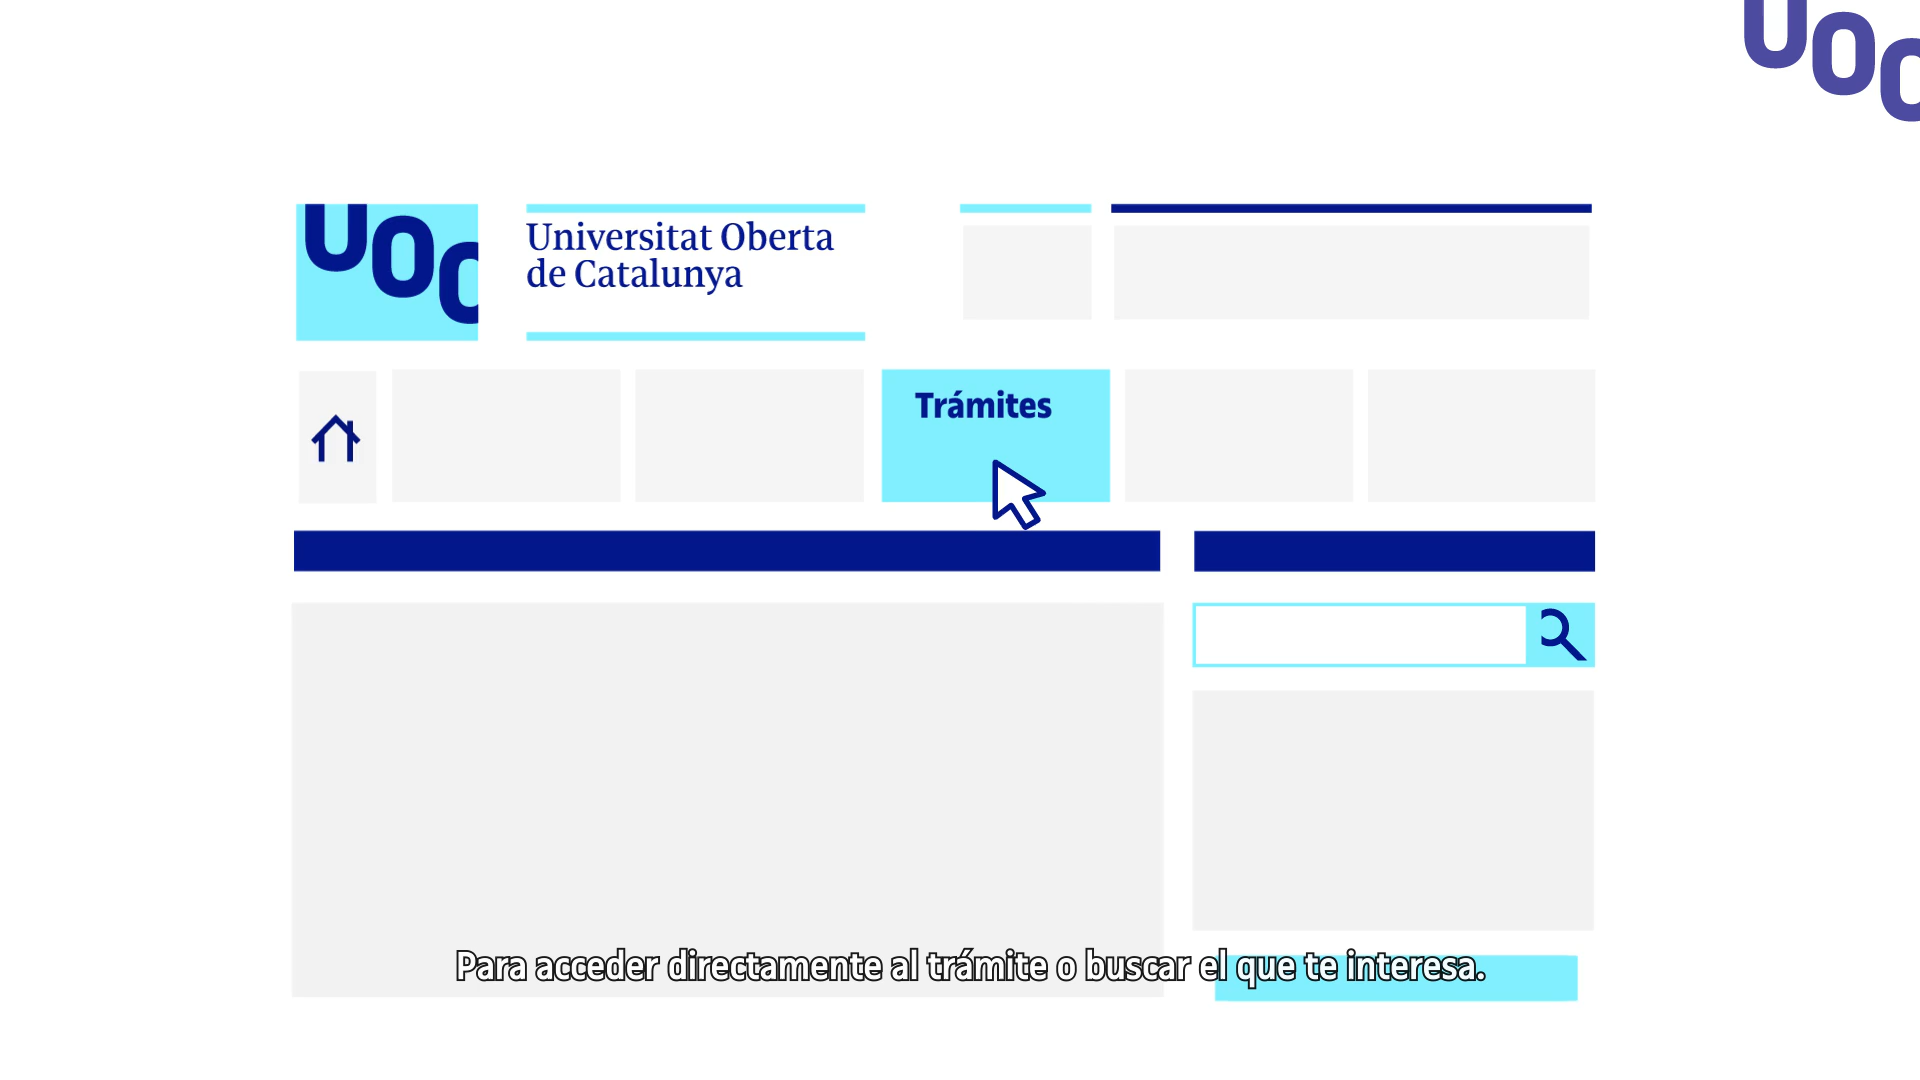 UOC
UOC
Universitat Oberta
de Catalunya
Trámites
Para acceder directamente al trámite o buscar el que te interesa.